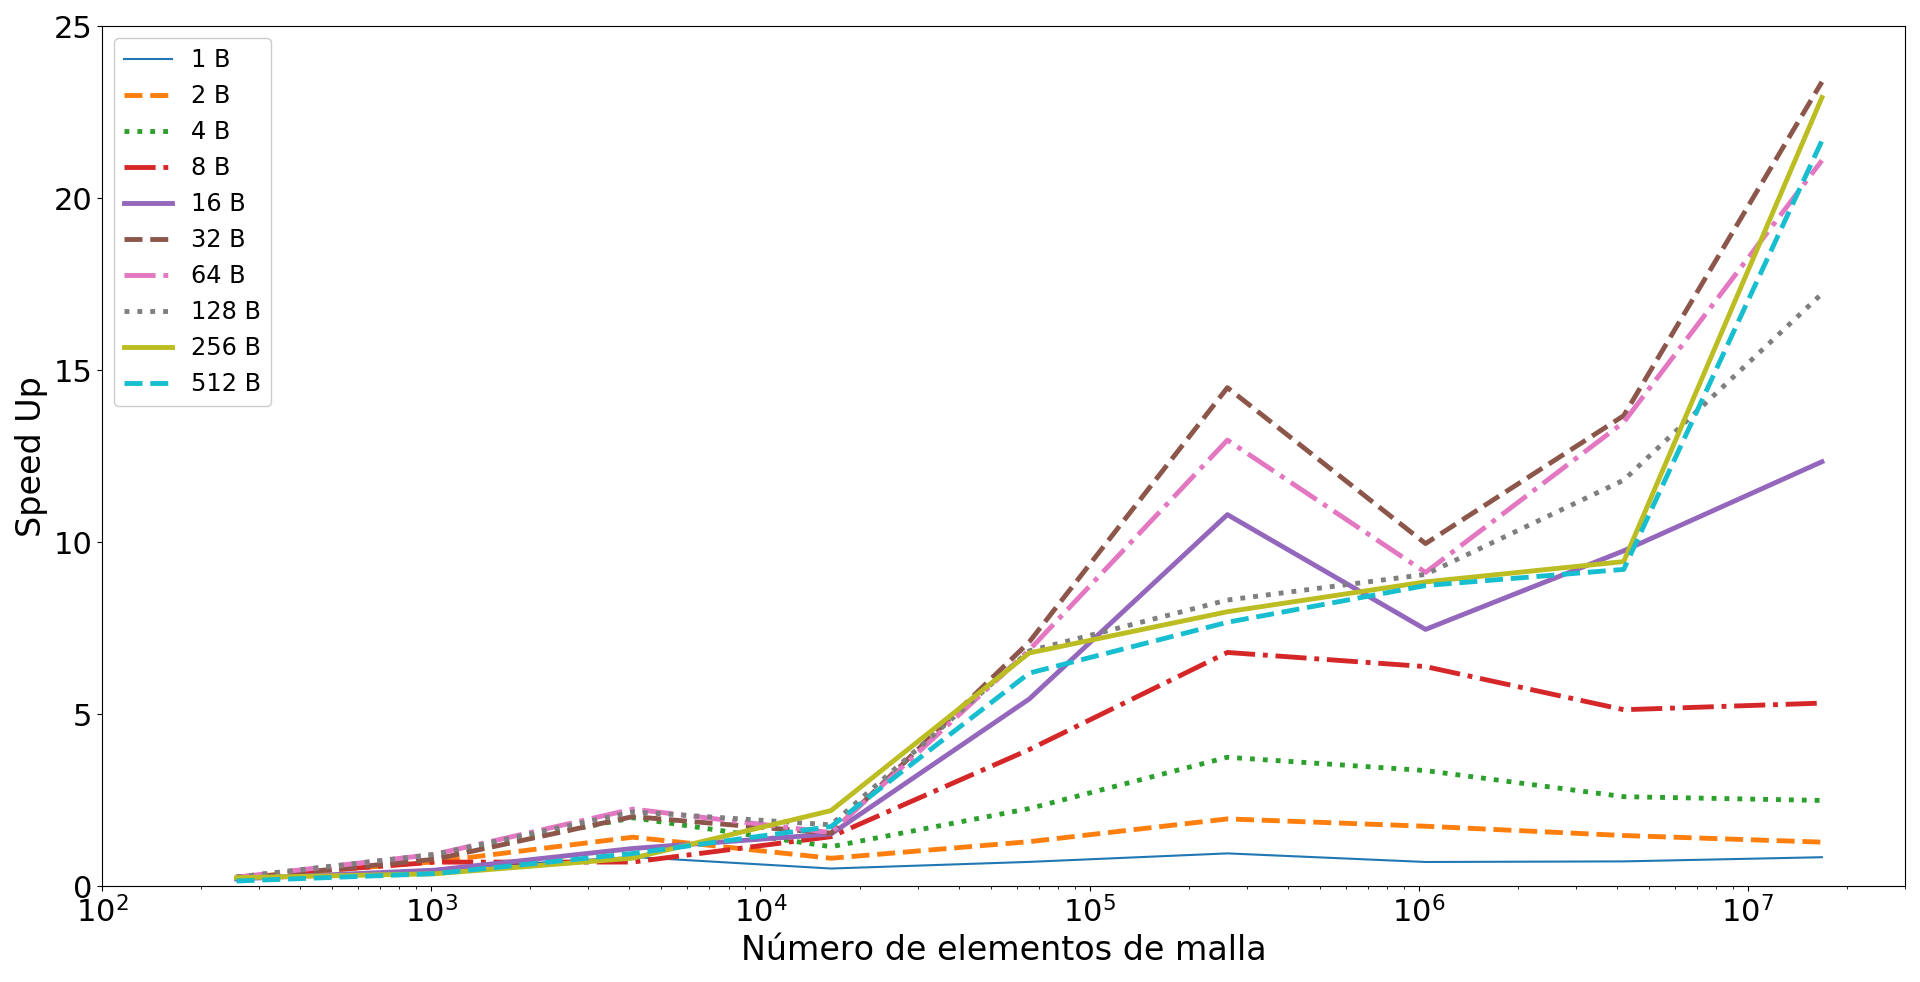 25
20
15
10
5
0
Speed Up
1 B
2 B
4 B
8 B
16 B
32 B
64 B
128 B
256 B
512 B
10² 10³ 10⁴ 10⁵ 10⁶ 10⁷
Número de elementos de malla